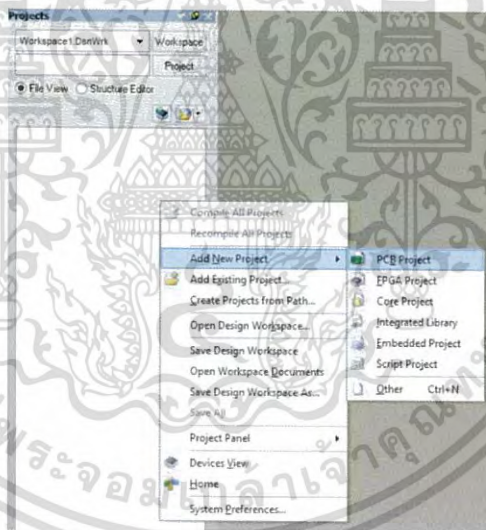 Projects
Workspace1.DsnWrk
Workspace
Project
File View
Structure Editor
Compile All Projects
Recompile All Projects
Add New Project
Add Existing Project...
Create Projects from Path...
Open Design Workspace...
Save Design Workspace
Open Workspace Documents
Save Design Workspace As...
Save All
Project Panel
Devices View
Home
System Preferences...
PCB Project
FPGA Project
Core Project
Integrated Library
Embedded Project
Script Project
Other Ctrl+N